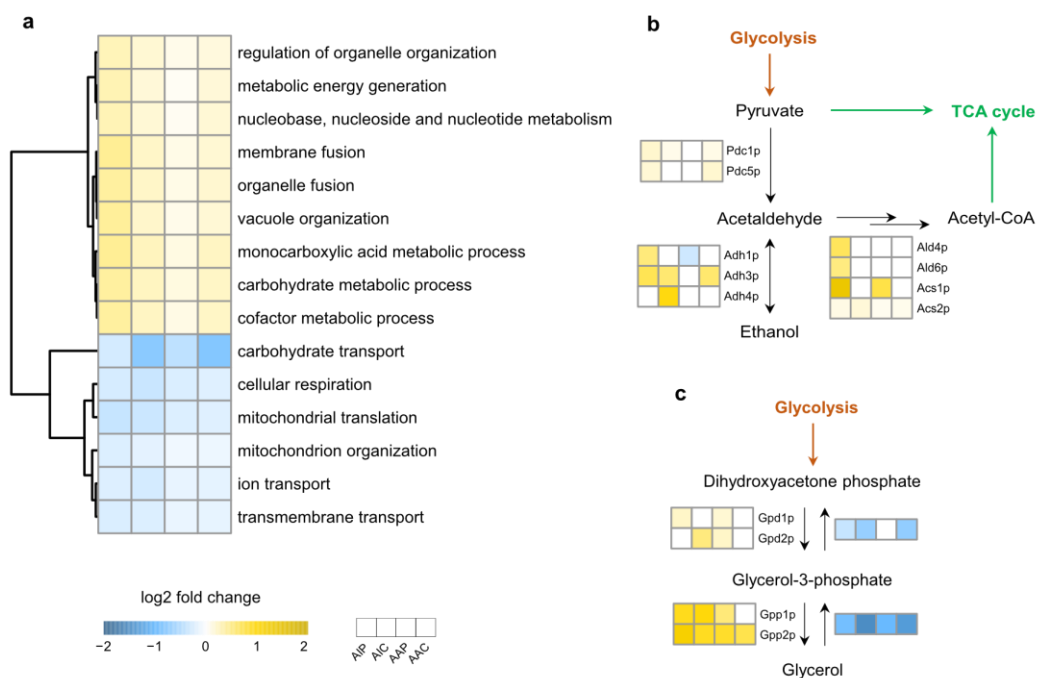 a
regulation of organelle organization
metabolic energy generation
nucleobase, nucleoside and nucleotide metabolism
membrane fusion
organelle fusion
vacuole organization
monocarboxylic acid metabolic process
carbohydrate metabolic process
cofactor metabolic process
carbohydrate transport
cellular respiration
mitochondrial translation
mitochondrion organization
ion transport
transmembrane transport
log2 fold change
−2 −1 0 1 2
AIP AIC AAP AAC
b
Glycolysis
Pyruvate TCA cycle
Pdc1p
Pdc5p
Acetaldehyde Acetyl-CoA
Adh1p
Adh3p
Adh4p
Ald4p
Ald6p
Acs1p
Acs2p
Ethanol
c
Glycolysis
Dihydroxyacetone phosphate
Gpd1p
Gpd2p
Glycerol-3-phosphate
Gpp1p
Gpp2p
Glycerol